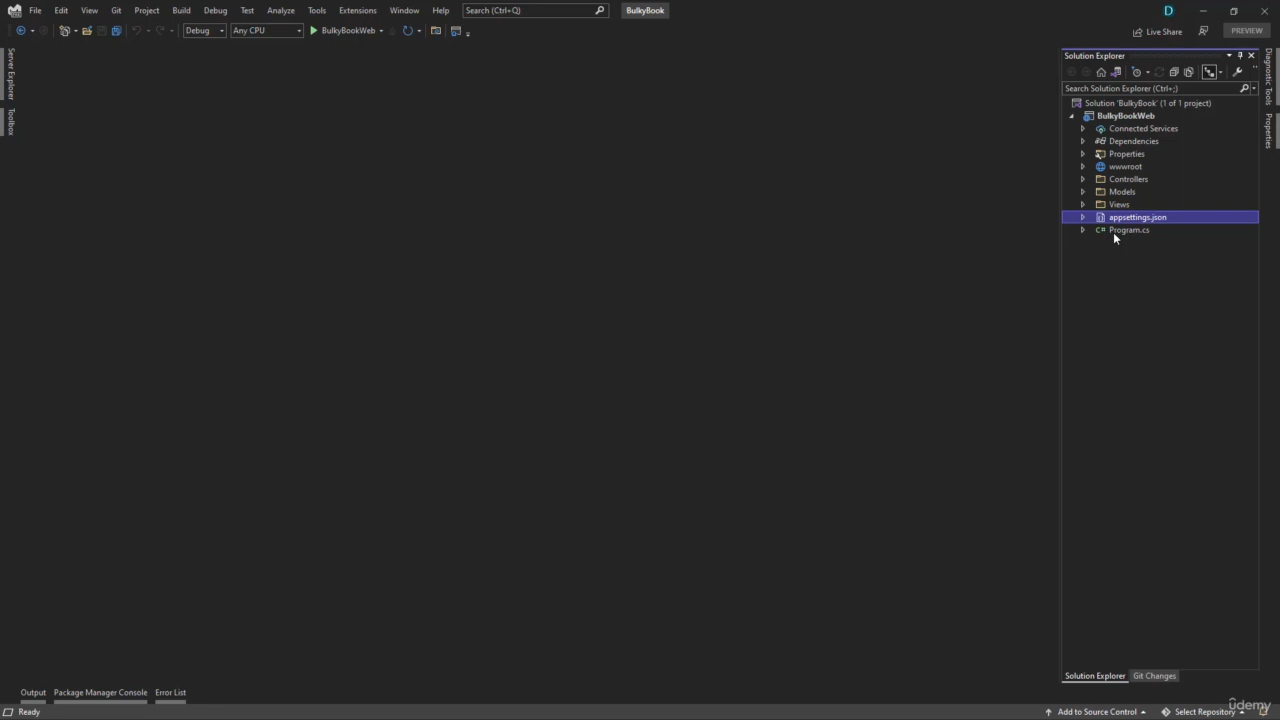 File Edit View Git Project Build Debug Test Analyze Tools Extensions Window Help Search (Ctrl+Q) BulkyBook D
Debug Any CPU BulkyBookWeb Live Share PREVIEW
Server Explorer
Toolbox
Solution Explorer
Search Solution Explorer (Ctrl+;)
Solution 'BulkyBook' (1 of 1 project)
BulkyBookWeb
Connected Services
Dependencies
Properties
wwwroot
Controllers
Models
Views
appsettings.json
C# Program.cs
Diagnostic Tools
Properties
Solution Explorer Git Changes
Output Package Manager Console Error List
Ready Add to Source Control Select Repository
ûdemy